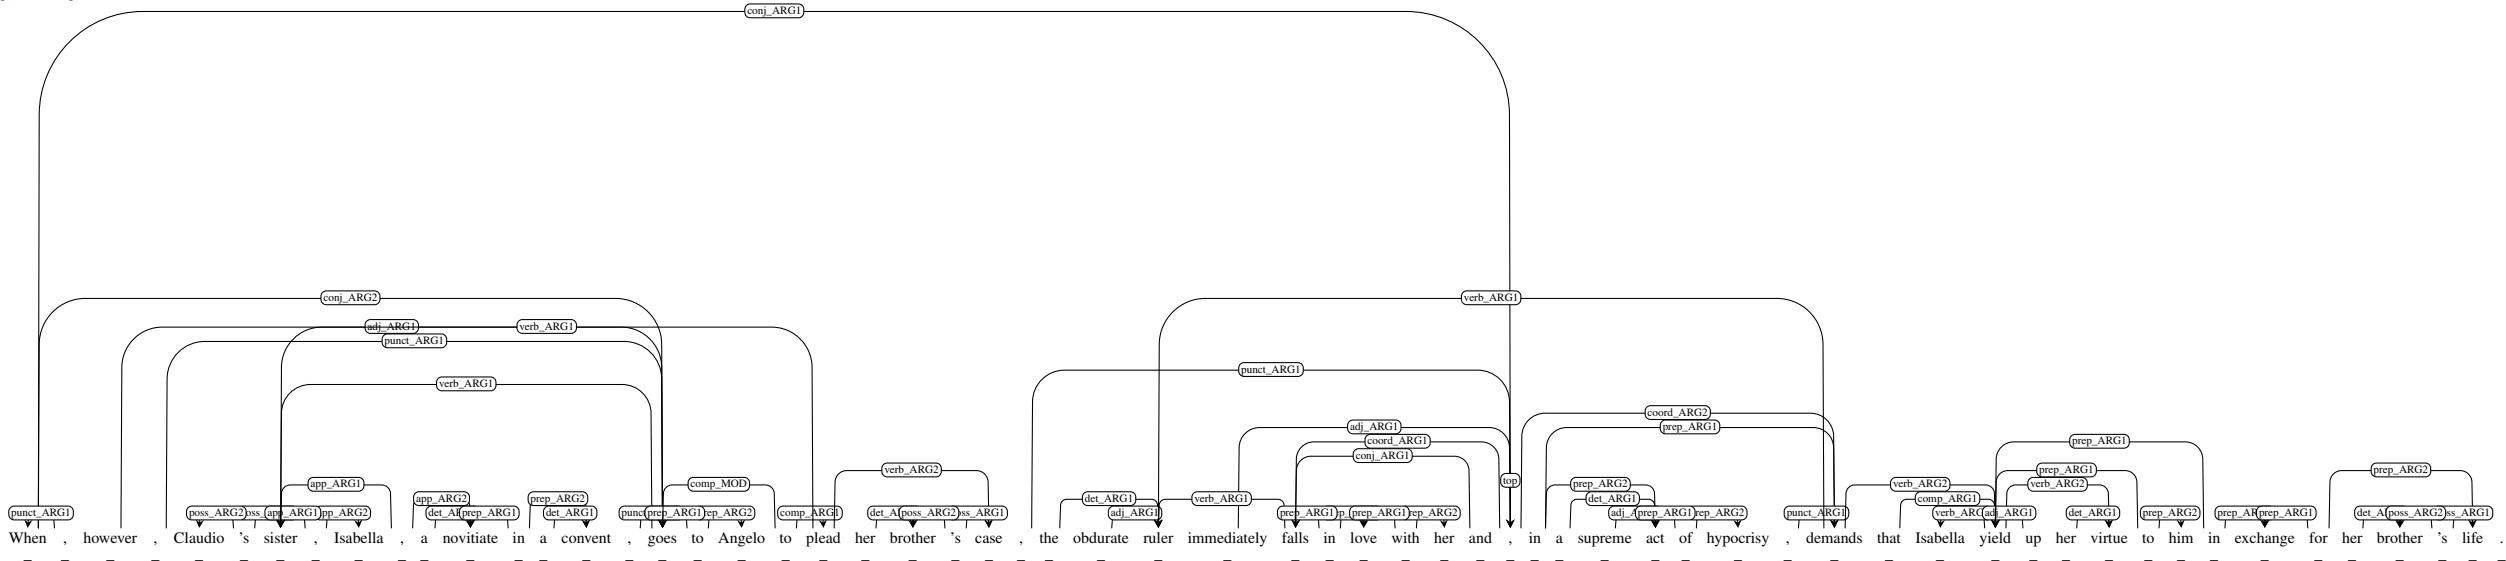 conj_ARG1
conj_ARG2 verb_ARG1
adj_ARG1 verb_ARG1
punct_ARG1
punct_ARG1
verb_ARG1
coord_ARG2
adj_ARG1 prep_ARG1
coord_ARG1 prep_ARG1
conj_ARG1
verb_ARG2 prep_ARG1 prep_ARG2
top
app_ARG1 comp_MOD prep_ARG2 verb_ARG2 verb_ARG2
app_ARG2 prep_ARG2 det_ARG1 verb_ARG1 det_ARG1 comp_ARG1
punct_ARG1 poss_ARG2 app_ARG1 prep_ARG1 det_ARG1 prep_ARG1 comp_ARG1 poss_ARG2 adj_ARG1 prep_ARG1 prep_ARG1 prep_ARG1 punct_ARG1 adj_ARG1 det_ARG1 prep_ARG2 prep_ARG1 poss_ARG2
When , however , Claudio 's sister , Isabella , a novitiate in a convent , goes to Angelo to plead her brother 's case , the obdurate ruler immediately falls in love with her and , in a supreme act of hypocrisy , demands that Isabella yield up her virtue to him in exchange for her brother 's life .